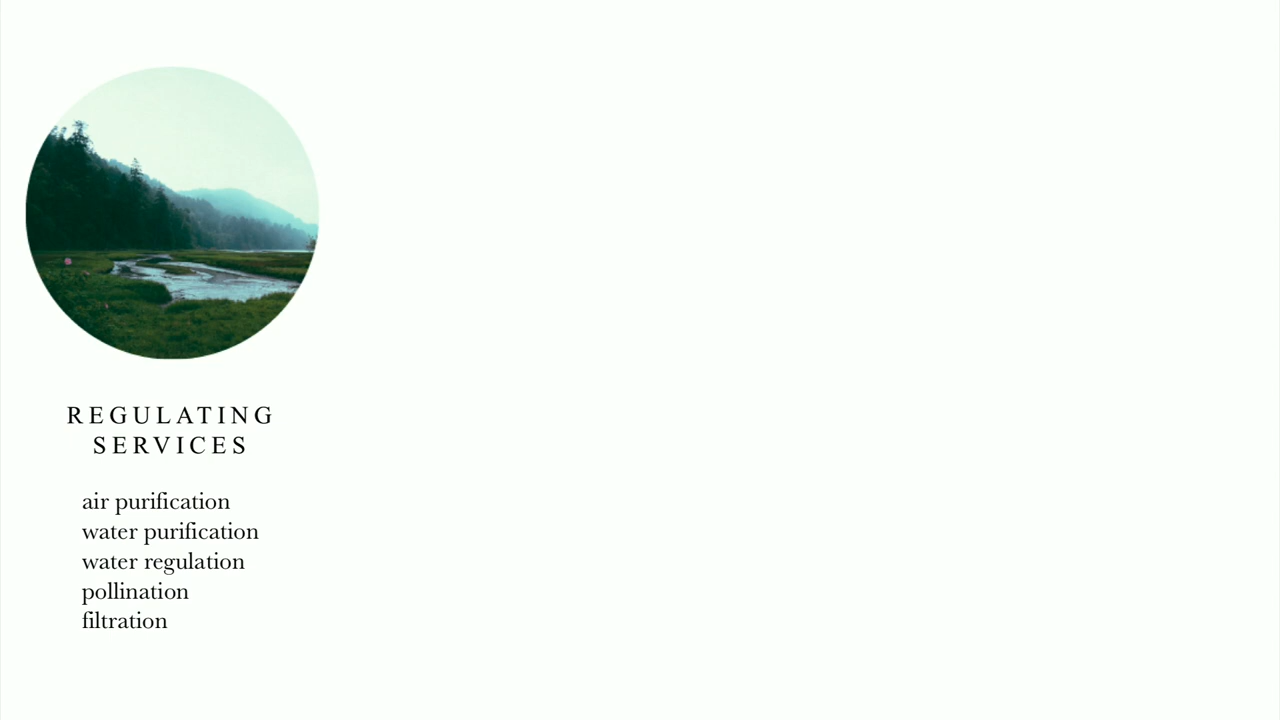 REGULATING
SERVICES
air purification
water purification
water regulation
pollination
filtration